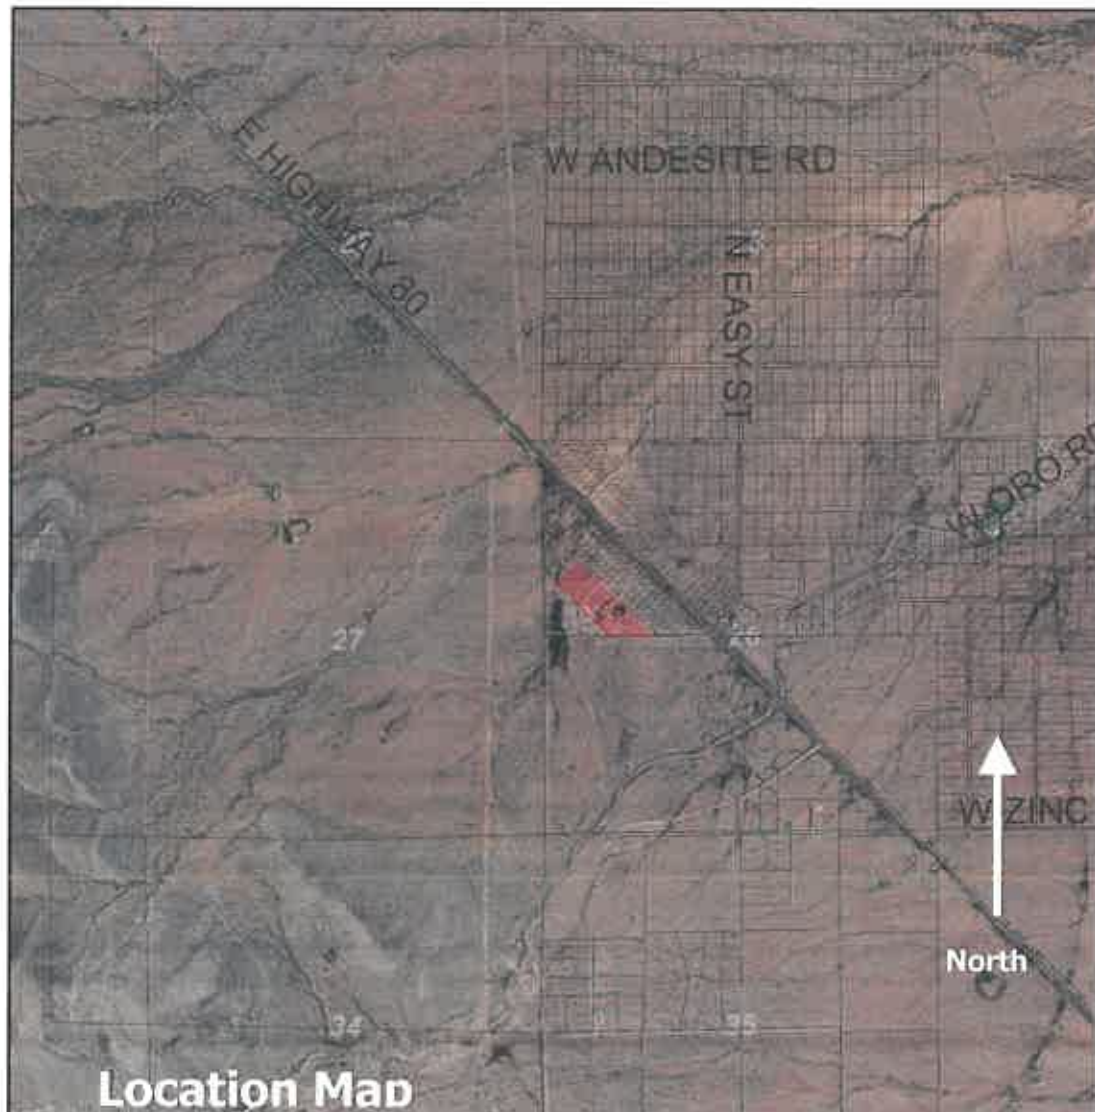 W ANDESITE RD
E HIGHWAY 80
N EASY ST
W ORO RD
27
W ZINC
North
34
35
Location Map